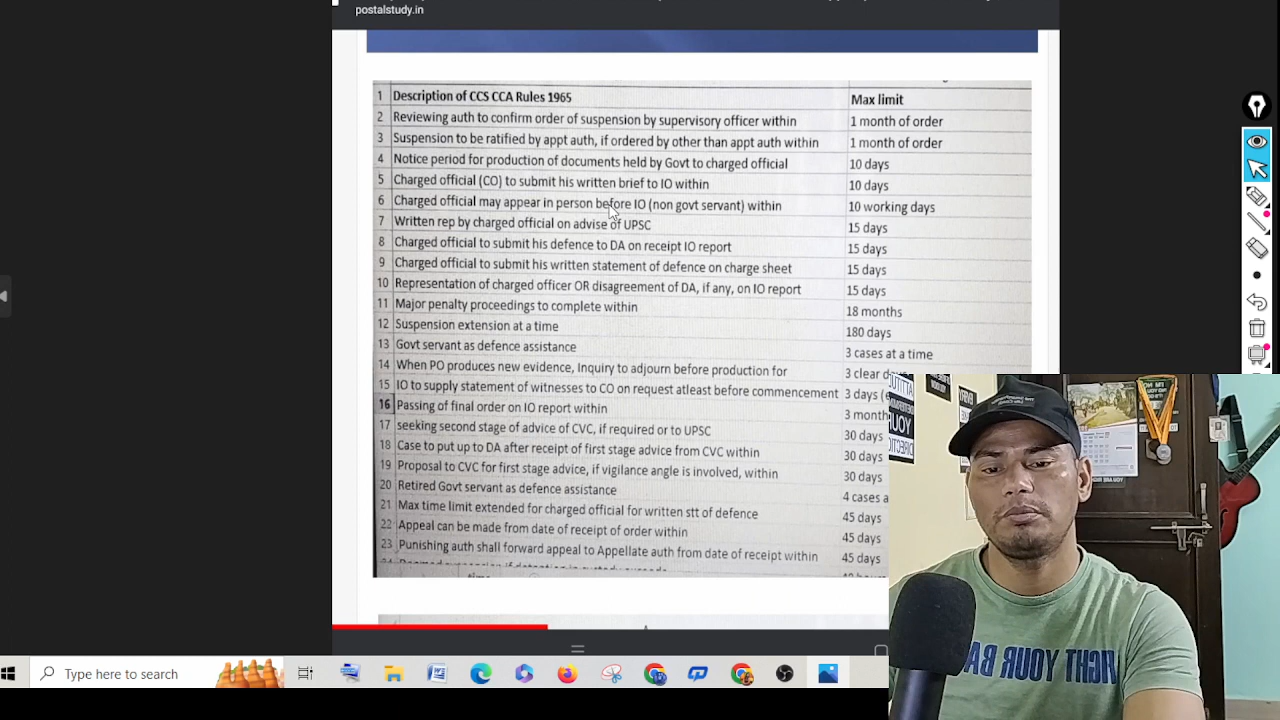 postalstudy.in
1 Description of CCS CCA Rules 1965 Max limit
2 Reviewing auth to confirm order of suspension by supervisory officer within 1 month of order
3 Suspension to be ratified by appt auth, if ordered by other than appt auth within 1 month of order
4 Notice period for production of documents held by Govt to charged official 10 days
5 Charged official (CO) to submit his written brief to IO within 10 days
6 Charged official may appear in person before IO (non govt servant) within 10 working days
7 Written rep by charged official on advise of UPSC 15 days
8 Charged official to submit his defence to DA on receipt IO report 15 days
9 Charged official to submit his written statement of defence on charge sheet 15 days
10 Representation of charged officer OR disagreement of DA, if any, on IO report 15 days
11 Major penalty proceedings to complete within 18 months
12 Suspension extension at a time 180 days
13 Govt servant as defence assistance 3 cases at a time
14 When PO produces new evidence, Inquiry to adjourn before production for 3 clear
15 IO to supply statement of witnesses to CO on request atleast before commencement 3 days
16 Passing of final order on IO report within 3 month
17 seeking second stage of advice of CVC, if required or to UPSC 30 days
18 Case to put up to DA after receipt of first stage advice from CVC within 30 days
19 Proposal to CVC for first stage advice, if vigilance angle is involved, within 30 days
20 Retired Govt servant as defence assistance 4 cases a
21 Max time limit extended for charged official for written stt of defence 45 days
22 Appeal can be made from date of receipt of order within 45 days
23 Punishing auth shall forward appeal to Appellate auth from date of receipt within 45 days
Type here to search